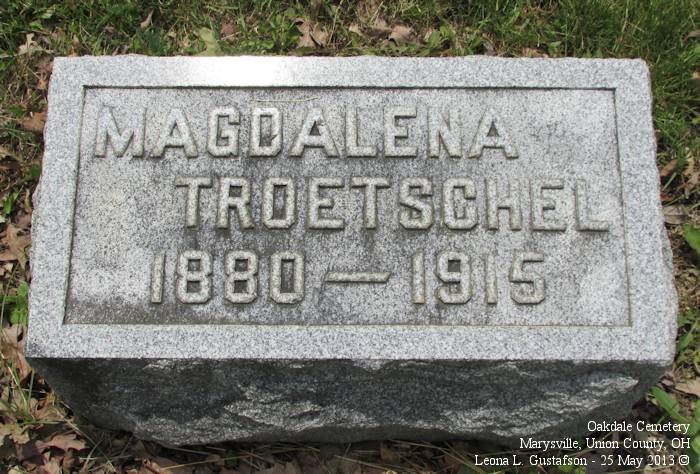 MAGDALENA
TROETSCHEL
1880 — 1915
Oakdale Cemetery
Marysville, Union County, OH
Leona L. Gustafson - 25 May 2013 ©